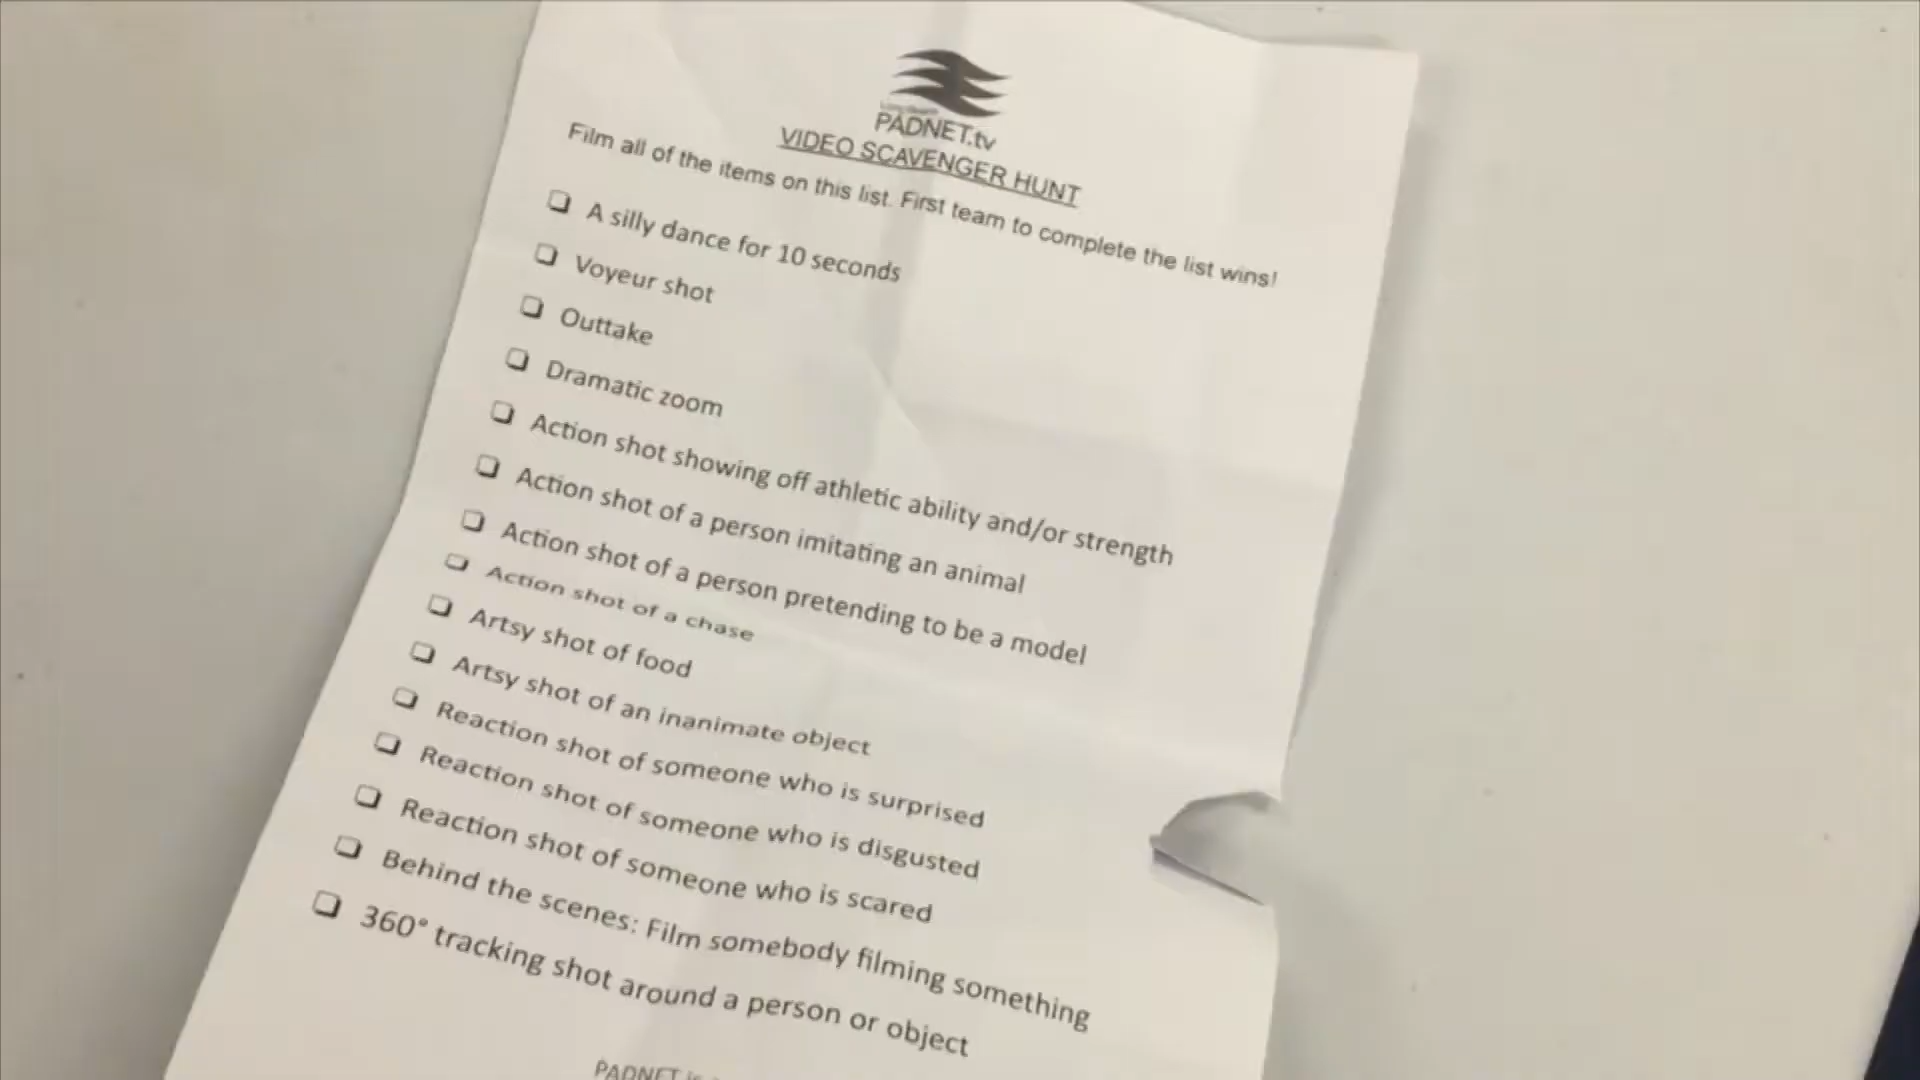 PADNET.tv
VIDEO SCAVENGER HUNT
Film all of the items on this list. First team to complete the list wins!
❏ A silly dance for 10 seconds
❏ Voyeur shot
❏ Outtake
❏ Dramatic zoom
❏ Action shot showing off athletic ability and/or strength
❏ Action shot of a person imitating an animal
❏ Action shot of a person pretending to be a model
❏ Action shot of a chase
❏ Artsy shot of food
❏ Artsy shot of an inanimate object
❏ Reaction shot of someone who is surprised
❏ Reaction shot of someone who is disgusted
❏ Reaction shot of someone who is scared
❏ Behind the scenes: Film somebody filming something
❏ 360° tracking shot around a person or object
PADNET